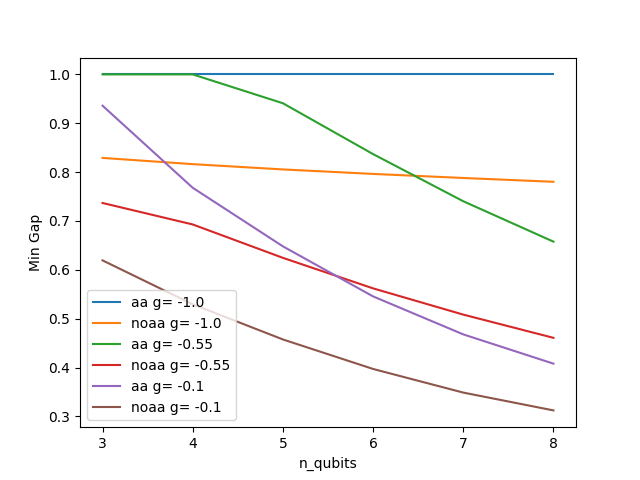 1.0
0.9
0.8
0.7
0.6
0.5
0.4
0.3
Min Gap
aa g= -1.0
noaa g= -1.0
aa g= -0.55
noaa g= -0.55
aa g= -0.1
noaa g= -0.1
3 4 5 6 7 8
n_qubits